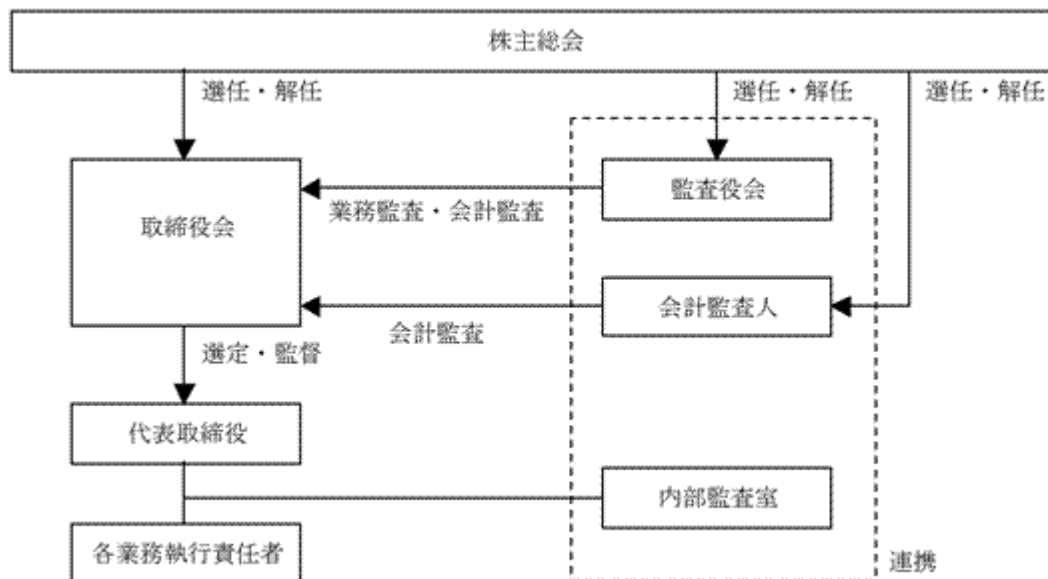 株主総会
選任・解任
選任・解任
選任・解任
監査役会
業務監査・会計監査
取締役会
会計監査人
会計監査
選定・監督
代表取締役
内部監査室
各業務執行責任者
連携